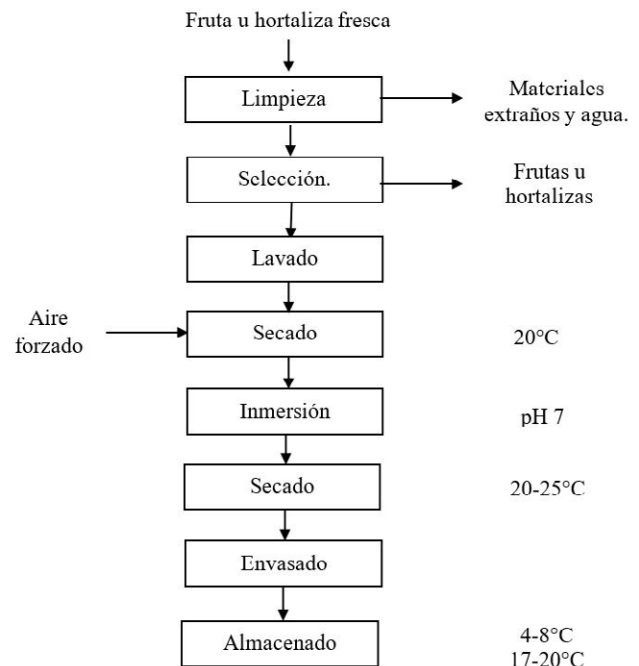 Fruta u hortaliza fresca
Limpieza
Materiales
extraños y agua.
Selección.
Frutas u
hortalizas
Lavado
Aire
forzado
Secado
20°C
Inmersión
pH 7
Secado
20-25°C
Envasado
Almacenado
4-8°C
17-20°C